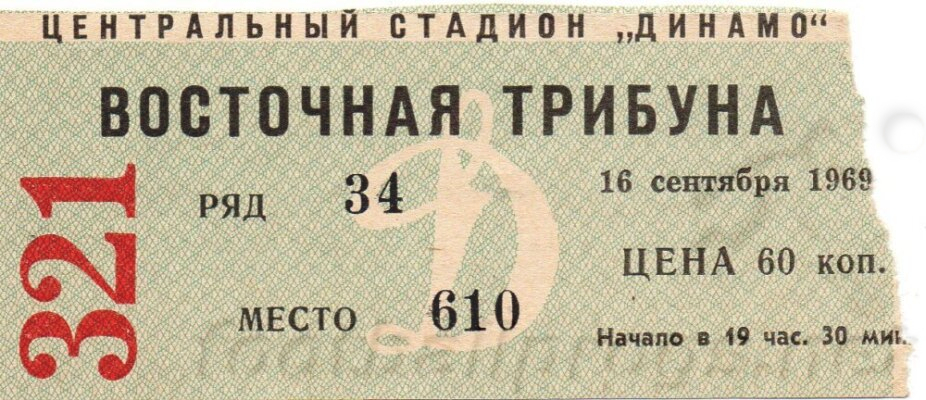 ЦЕНТРАЛЬНЫЙ СТАДИОН „ДИНАМО“
ВОСТОЧНАЯ ТРИБУНА
321
РЯД 34
16 сентября 1969
МЕСТО 610
ЦЕНА 60 коп.
Начало в 19 час. 30 мин.